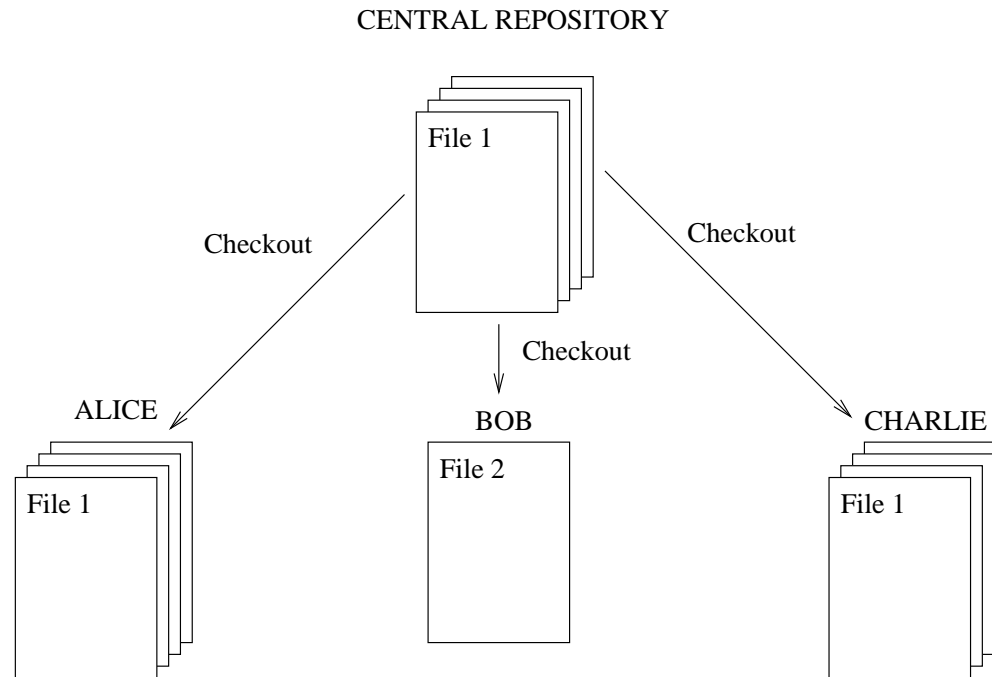 CENTRAL REPOSITORY
File 1
Checkout
Checkout
Checkout
ALICE
BOB
CHARLIE
File 1
File 2
File 1